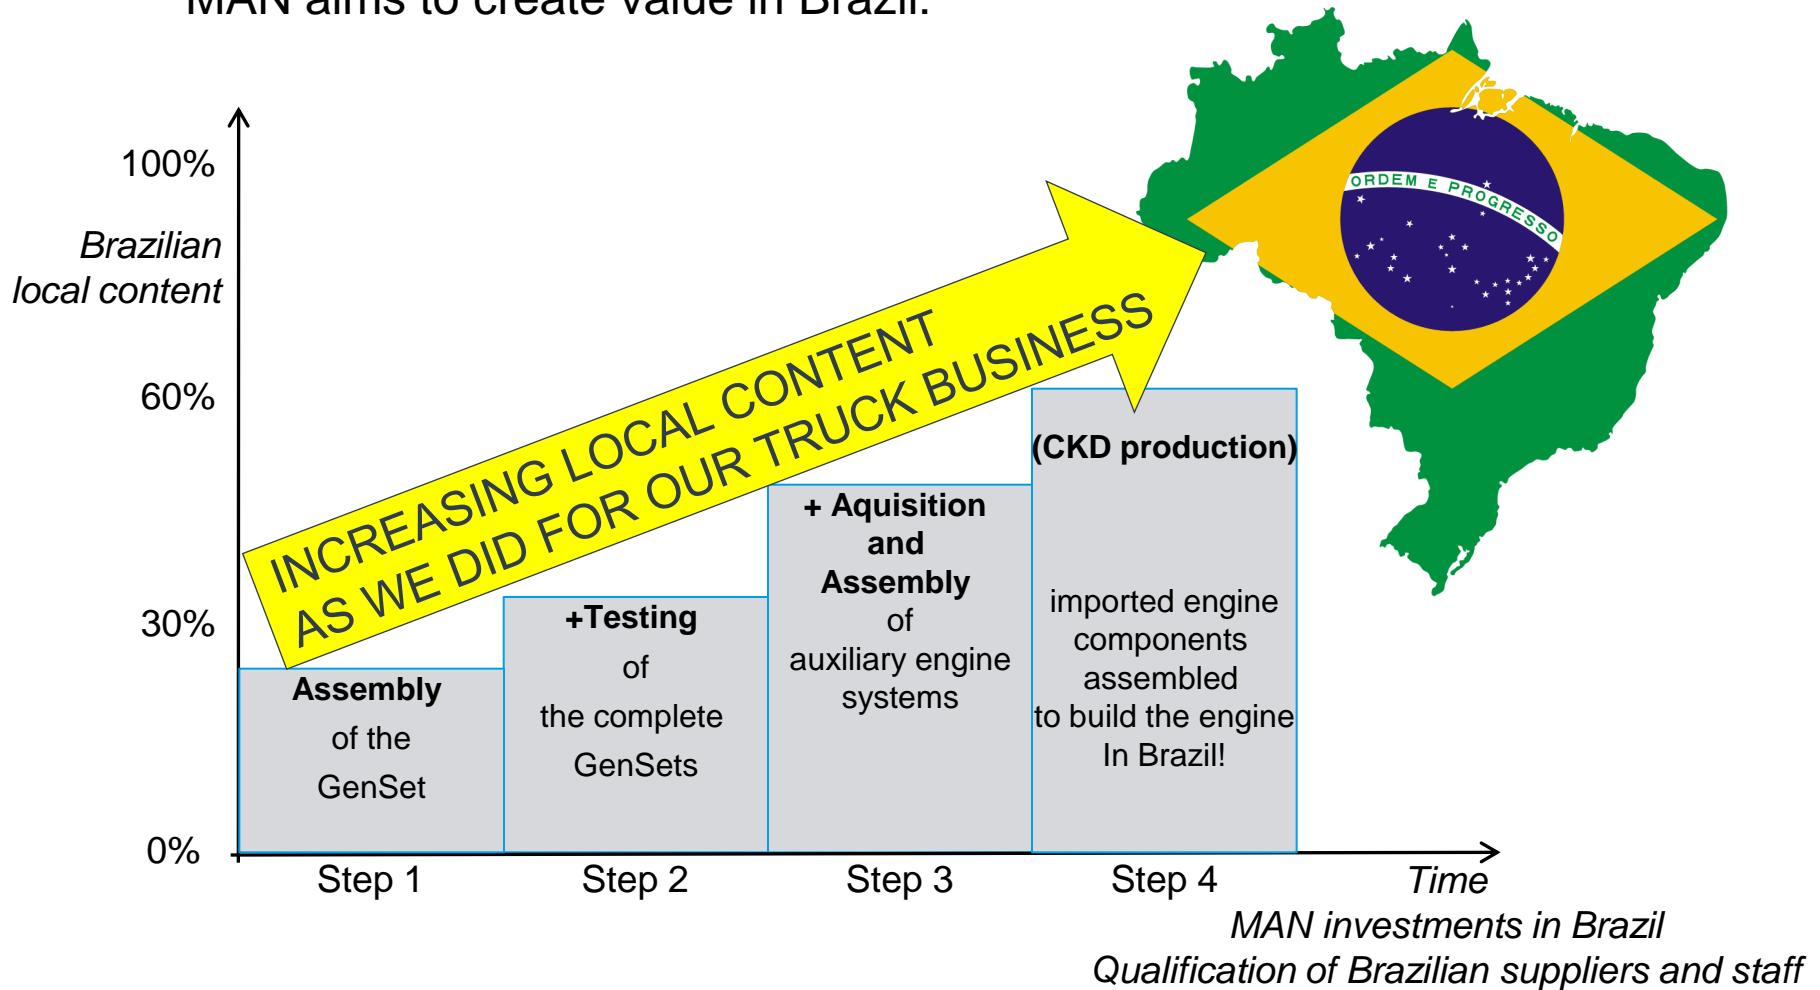 MAN aims to create value in Brazil.
100%
Brazilian
local content
60%
30%
0%
INCREASING LOCAL CONTENT
AS WE DID FOR OUR TRUCK BUSINESS
ORDEM E PROGRESSO
Assembly
of the
GenSet
+Testing
of
the complete
GenSets
+ Aquisition
and
Assembly
of
auxiliary engine
systems
(CKD production)
imported engine
components
assembled
to build the engine
In Brazil!
Step 1
Step 2
Step 3
Step 4
Time
MAN investments in Brazil
Qualification of Brazilian suppliers and staff